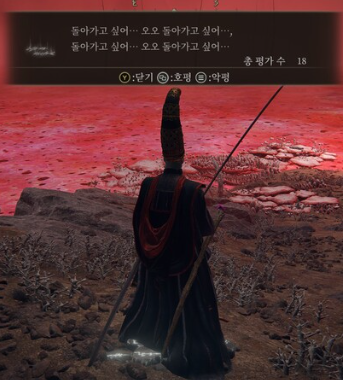 돌아가고 싶어… 오오 돌아가고 싶어…,
돌아가고 싶어… 오오 돌아가고 싶어…
총 평가 수 18
Y:닫기 :호평 :악평